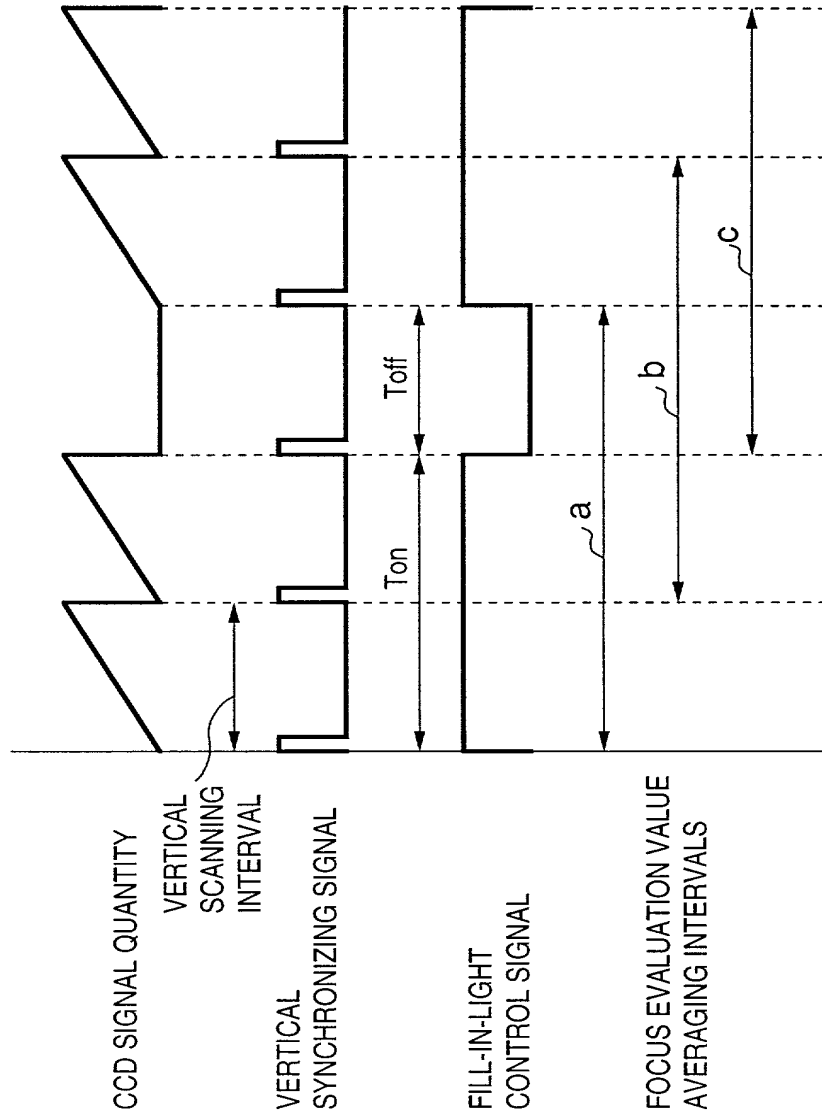 CCD SIGNAL QUANTITY
VERTICAL
SCANNING
INTERVAL
VERTICAL
SYNCHRONIZING SIGNAL
Ton
Toff
FILL-IN-LIGHT
CONTROL SIGNAL
a
b
c
FOCUS EVALUATION VALUE
AVERAGING INTERVALS